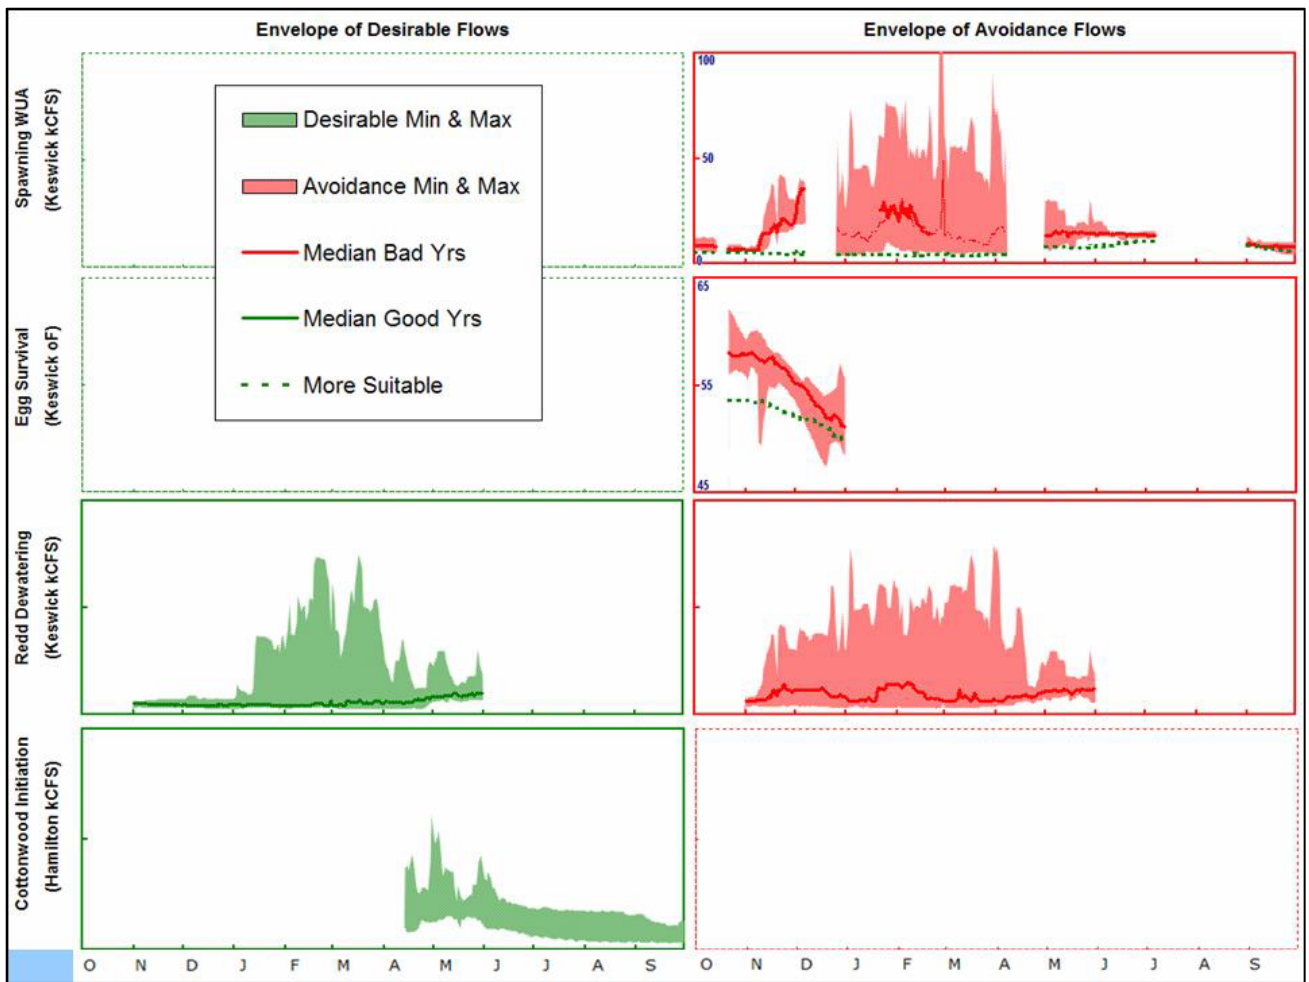 Envelope of Desirable Flows
Envelope of Avoidance Flows
Spawning WUA
(Keswick kCFS)
Desirable Min & Max
Avoidance Min & Max
Median Bad Yrs
Median Good Yrs
More Suitable
100
50
0
Egg Survival
(Keswick oF)
65
55
45
Redd Dewatering
(Keswick kCFS)
Cottonwood Initiation
(Hamilton kCFS)
O N D J F M A M J J A S
O N D J F M A M J J A S